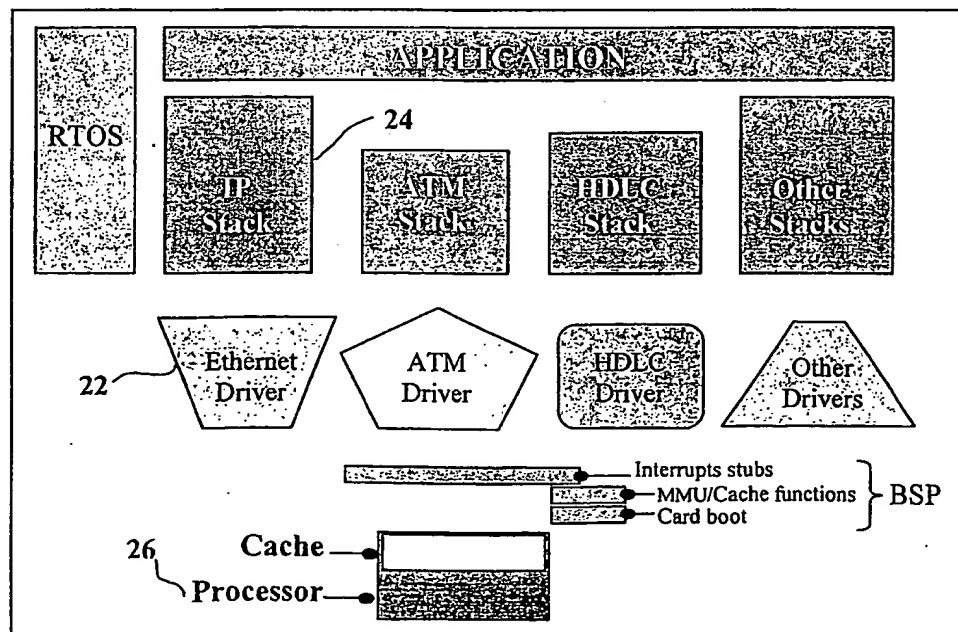 APPLICATION
RTOS
24
IP
Stack
ATM
Stack
HDLC
Stack
Other
Stacks
22
Ethernet
Driver
ATM
Driver
HDLC
Driver
Other
Drivers
Interrupts stubs
MMU/Cache functions
Card boot
BSP
26
Cache
Processor